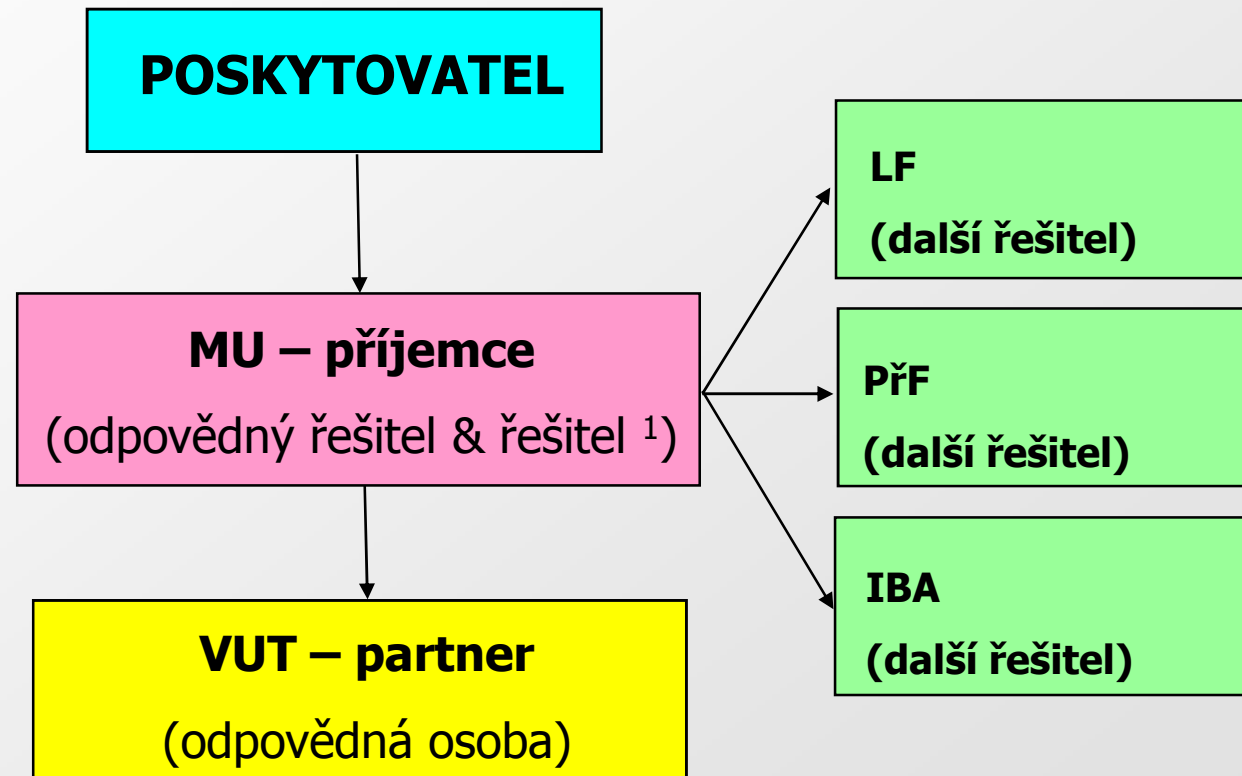 POSKYTOVATEL
MU – příjemce
(odpovědný řešitel & řešitel ¹)
VUT – partner
(odpovědná osoba)
LF
(další řešitel)
PřF
(další řešitel)
IBA
(další řešitel)